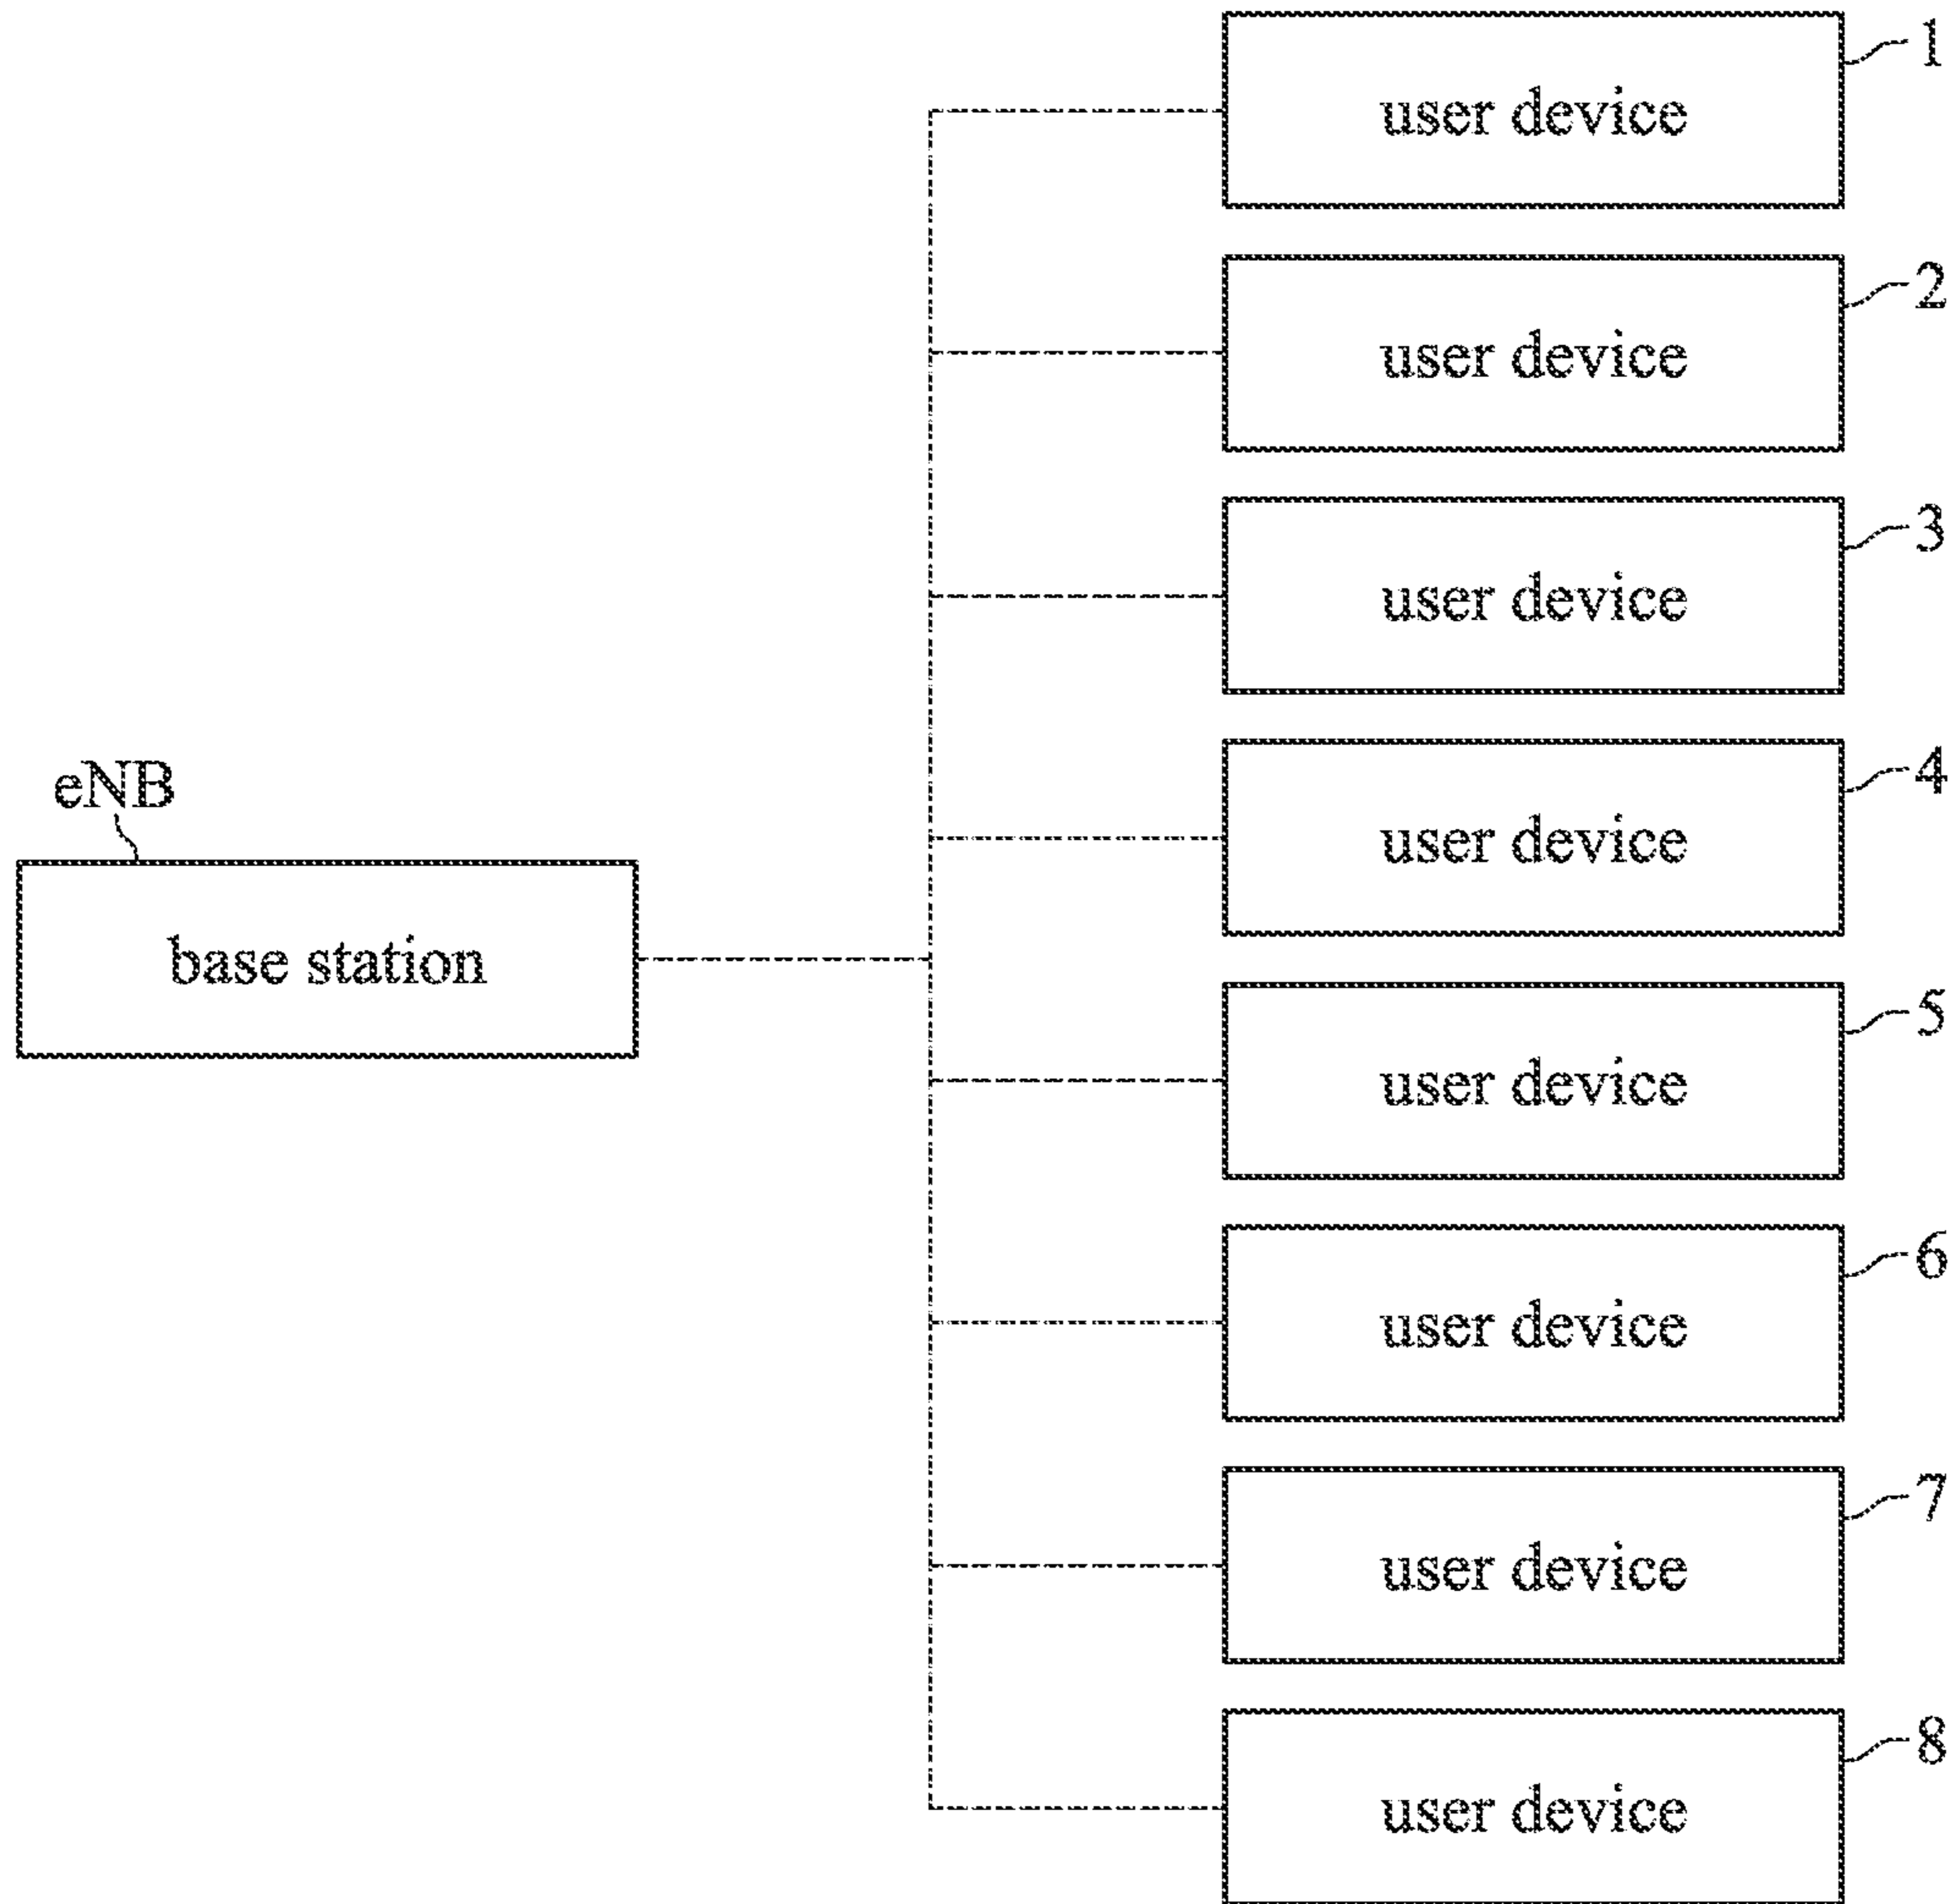 1
user device
2
user device
3
user device
4
user device
eNB
base station
5
user device
6
user device
7
user device
8
user device